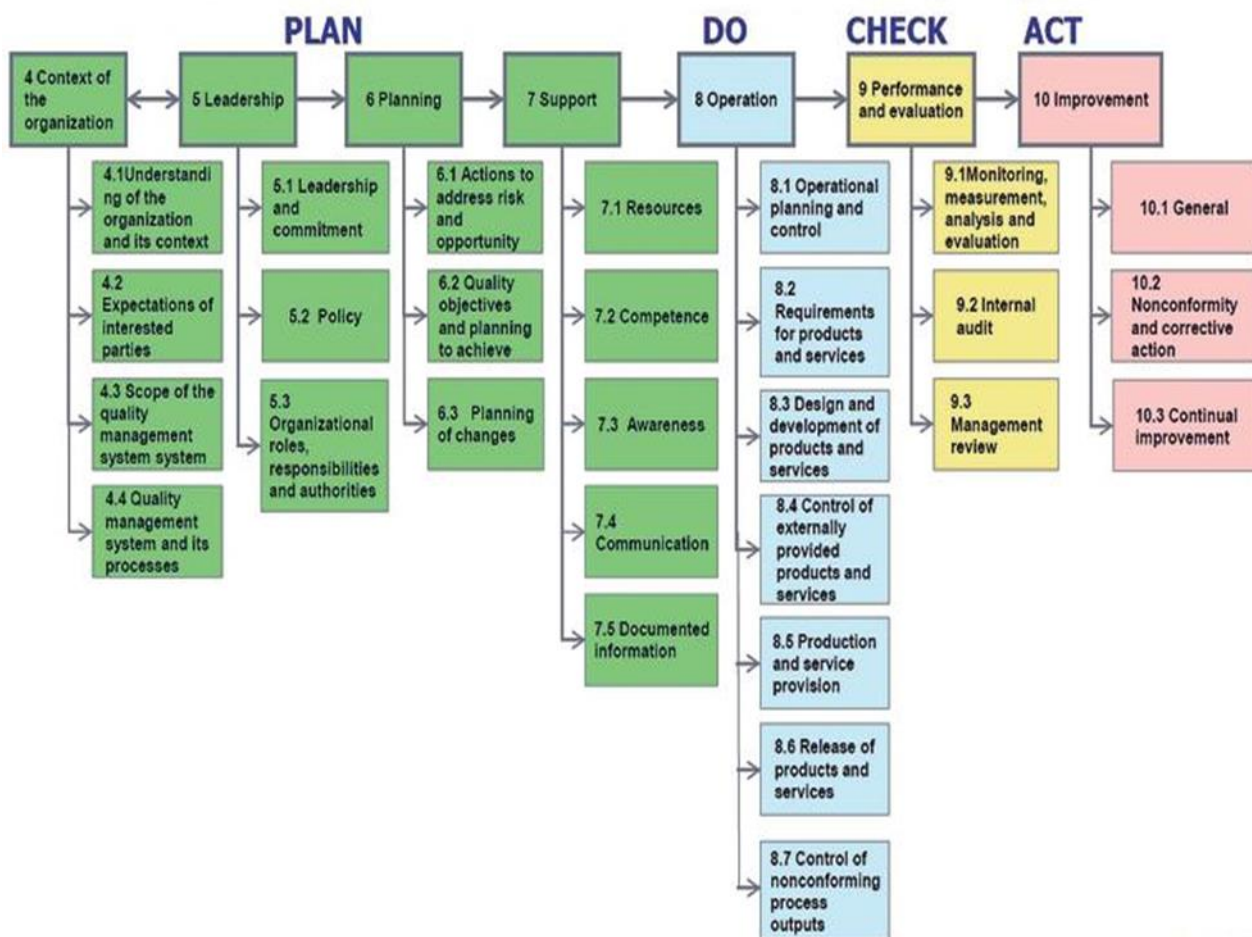 PLAN
DO
CHECK
ACT
4 Context of
the
organization
5 Leadership
6 Planning
7 Support
8 Operation
9 Performance
and evaluation
10 Improvement
4.1Understandi
ng of the
organization
and its context
4.2
Expectations of
interested
parties
4.3 Scope of the
quality
management
system system
4.4 Quality
management
system and its
processes
5.1 Leadership
and
commitment
5.2 Policy
5.3
Organizational
roles,
responsibilities
and authorities
6.1 Actions to
address risk and
opportunity
6.2 Quality
objectives
and planning
to achieve
6.3 Planning
of changes
7.1 Resources
7.2 Competence
7.3 Awareness
7.4
Communication
7.5 Documented
information
8.1 Operational
planning and
control
8.2
Requirements
for products
and services
8.3 Design and
development of
products and
services
8.4 Control of
externally
provided
products and
services
8.5 Production
and service
provision
8.6 Release of
products and
services
8.7 Control of
nonconforming
process
outputs
9.1Monitoring,
measurement,
analysis and
evaluation
9.2 Internal
audit
9.3
Management
review
10.1 General
10.2
Nonconformity
and corrective
action
10.3 Continual
improvement